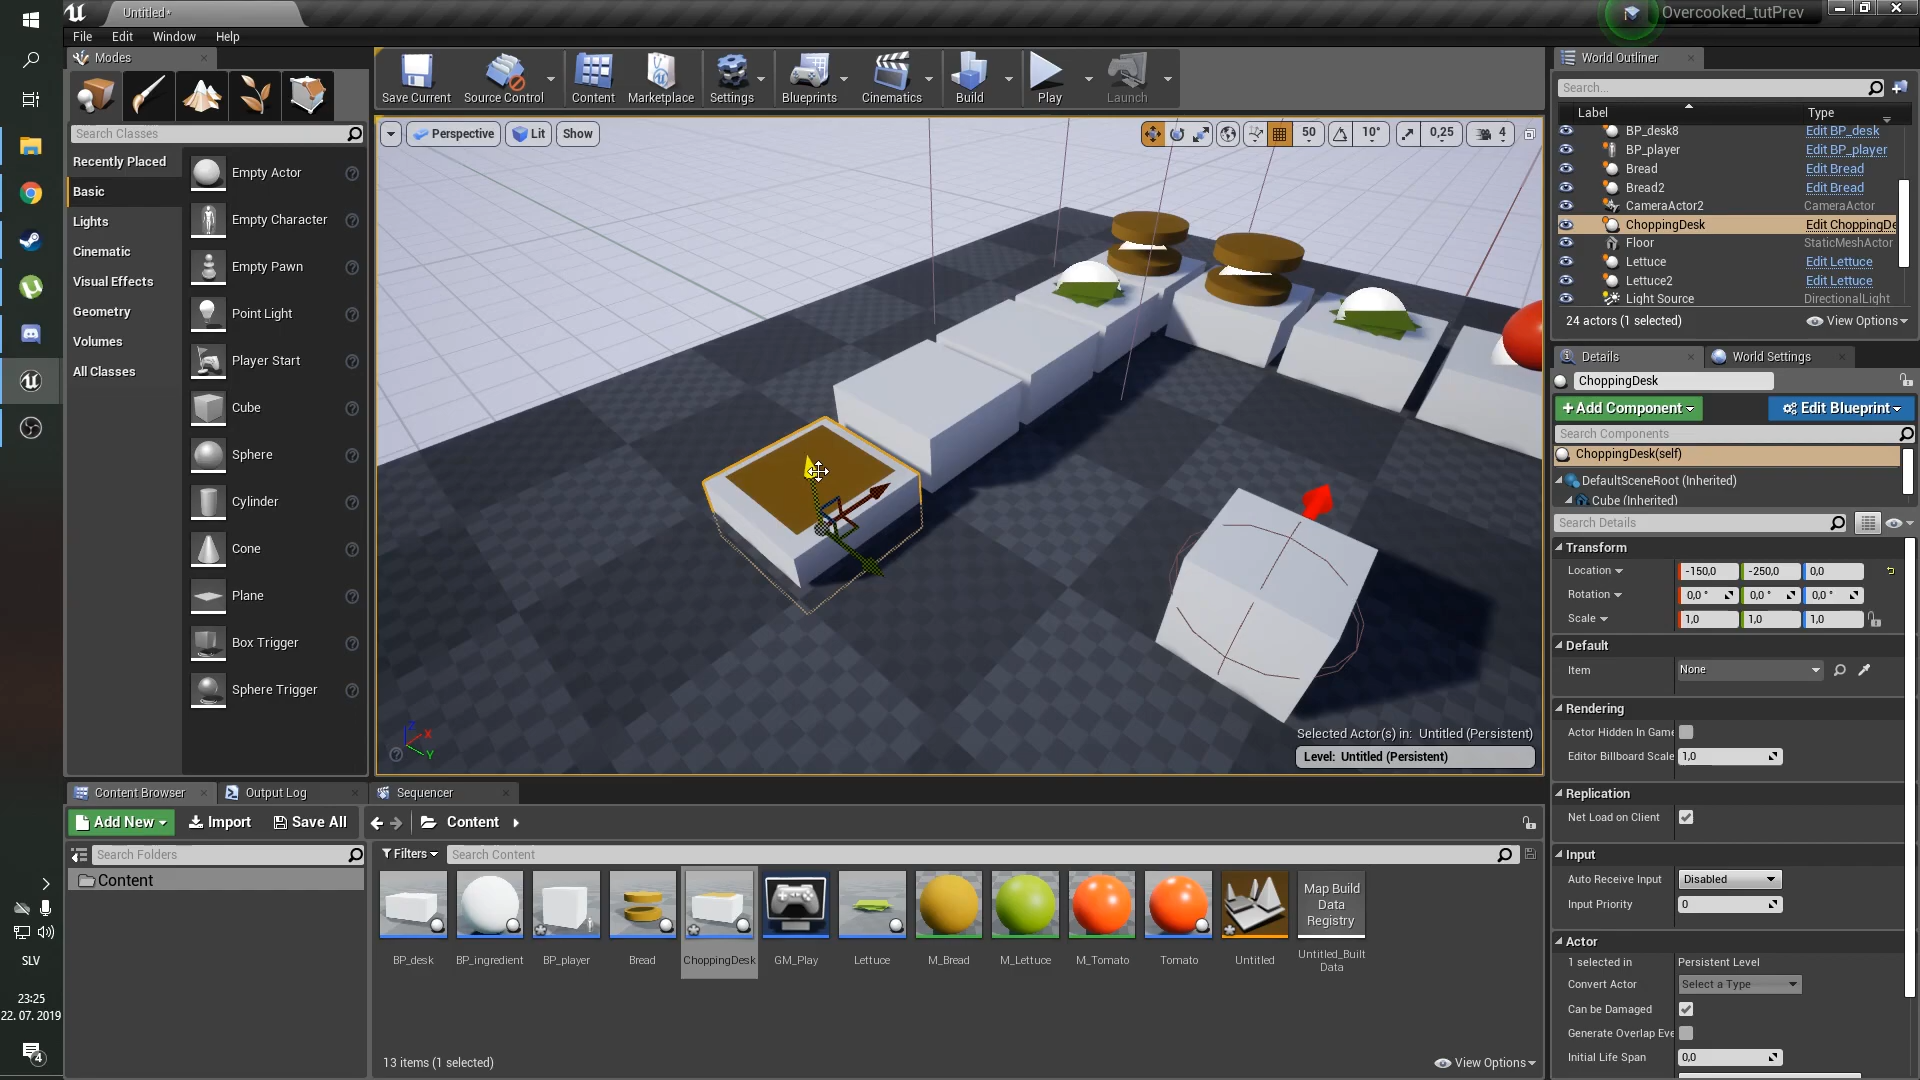 Untitled*
Overcooked_tutPrev
File Edit Window Help
Modes
Save Current Source Control Content Marketplace Settings Blueprints Cinematics Build Play Launch
Search Classes
Recently Placed
Basic
Lights
Cinematic
Visual Effects
Geometry
Volumes
All Classes
Empty Actor
Empty Character
Empty Pawn
Point Light
Player Start
Cube
Sphere
Cylinder
Cone
Plane
Box Trigger
Sphere Trigger
Perspective Lit Show
50 10° 0,25 4
X
Y
Z
Selected Actor(s) in: Untitled (Persistent)
Level: Untitled (Persistent)
World Outliner
Search...
Label Type
BP_desk8 Edit BP_desk
BP_player Edit BP_player
Bread Edit Bread
Bread2 Edit Bread
CameraActor2 CameraActor
ChoppingDesk Edit ChoppingDe
Floor StaticMeshActor
Lettuce Edit Lettuce
Lettuce2 Edit Lettuce
Light Source DirectionalLight
24 actors (1 selected) View Options
Details World Settings
ChoppingDesk
+Add Component Edit Blueprint
Search Components
ChoppingDesk(self)
DefaultSceneRoot (Inherited)
Cube (Inherited)
Search Details
Transform
Location -150,0 -250,0 0,0
Rotation 0,0 ° 0,0 ° 0,0 °
Scale 1,0 1,0 1,0
Default
Item None
Rendering
Actor Hidden In Game
Editor Billboard Scale 1,0
Replication
Net Load on Client
Input
Auto Receive Input Disabled
Input Priority 0
Actor
1 selected in Persistent Level
Convert Actor Select a Type
Can be Damaged
Generate Overlap Eve
Initial Life Span 0,0
Content Browser Output Log Sequencer
Add New Import Save All Content
Search Folders
Content
Filters Search Content
Map Build
Data
Registry
BP_desk BP_ingredient BP_player Bread ChoppingDesk GM_Play Lettuce M_Bread M_Lettuce M_Tomato Tomato Untitled Untitled_Built
Data
13 items (1 selected) View Options
SLV
23:25
22. 07. 2019
4